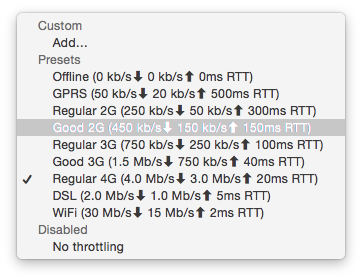 Custom
Add...
Presets
Offline (0 kb/s⬇ 0 kb/s⬆ 0ms RTT)
GPRS (50 kb/s⬇ 20 kb/s⬆ 500ms RTT)
Regular 2G (250 kb/s⬇ 50 kb/s⬆ 300ms RTT)
Good 2G (450 kb/s⬇ 150 kb/s⬆ 150ms RTT)
Regular 3G (750 kb/s⬇ 250 kb/s⬆ 100ms RTT)
Good 3G (1.5 Mb/s⬇ 750 kb/s⬆ 40ms RTT)
✓ Regular 4G (4.0 Mb/s⬇ 3.0 Mb/s⬆ 20ms RTT)
DSL (2.0 Mb/s⬇ 1.0 Mb/s⬆ 5ms RTT)
WiFi (30 Mb/s⬇ 15 Mb/s⬆ 2ms RTT)
Disabled
No throttling